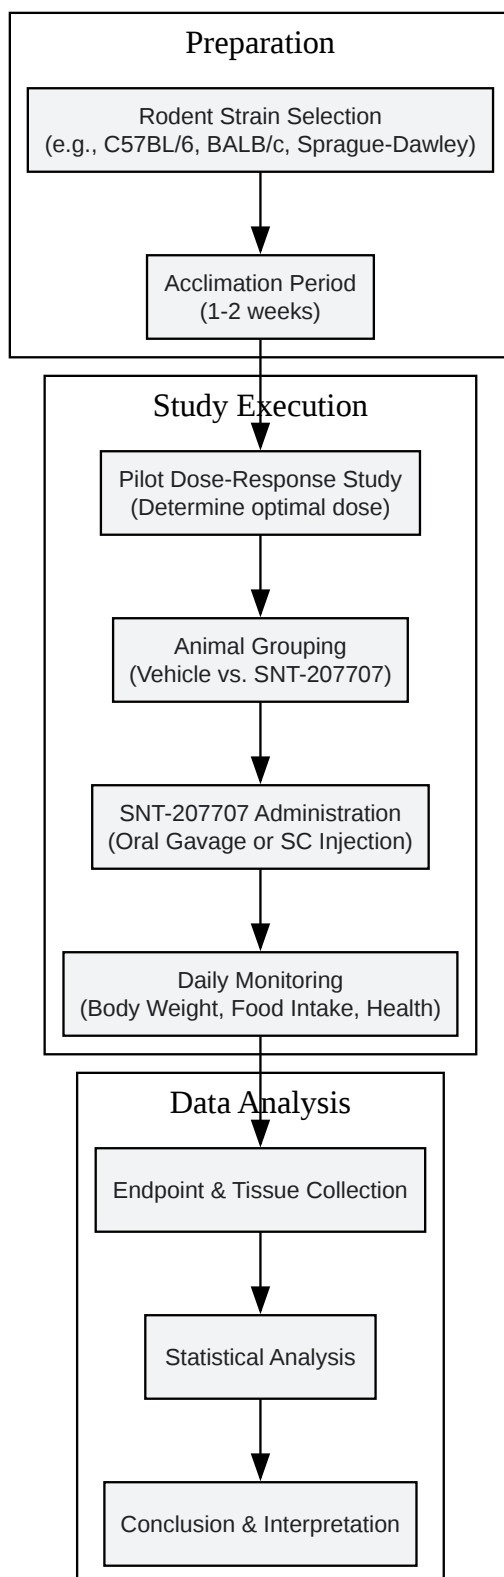 Preparation
Rodent Strain Selection
(e.g., C57BL/6, BALB/c, Sprague-Dawley)
Acclimation Period
(1-2 weeks)
Study Execution
Pilot Dose-Response Study
(Determine optimal dose)
Animal Grouping
(Vehicle vs. SNT-207707)
SNT-207707 Administration
(Oral Gavage or SC Injection)
Daily Monitoring
(Body Weight, Food Intake, Health)
Data Analysis
Endpoint & Tissue Collection
Statistical Analysis
Conclusion & Interpretation